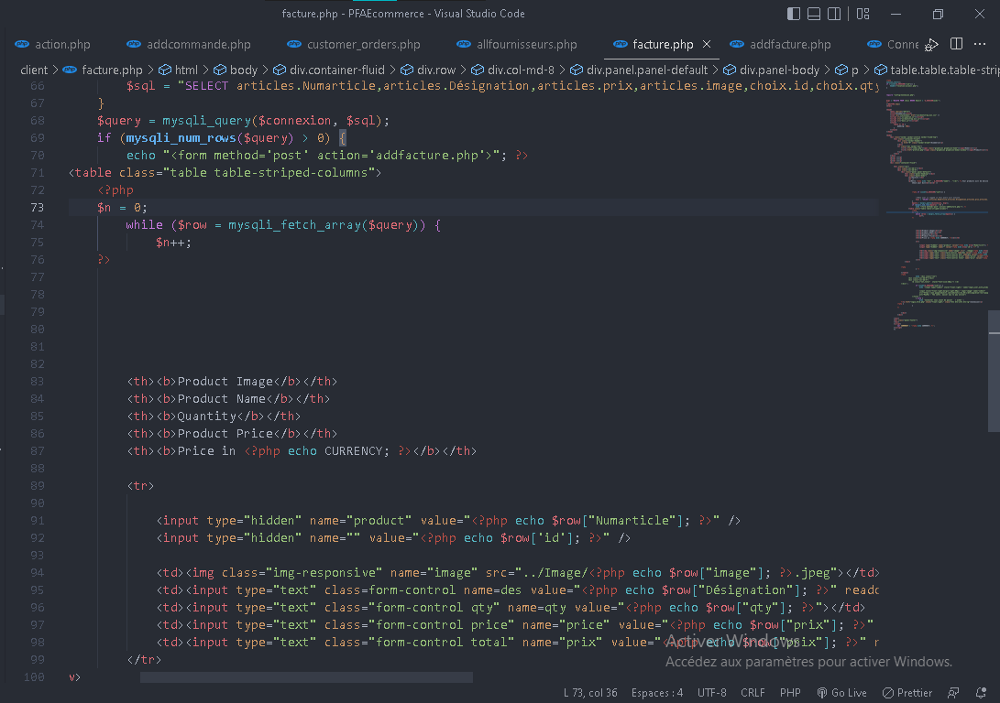 facture.php - PFAEcommerce - Visual Studio Code
action.php addcommande.php customer_orders.php allfournisseurs.php facture.php addfacture.php Conne
client > facture.php > html > body > div.container-fluid > div.row > div.col-md-8 > div.panel.panel-default > div.panel-body > p > table.table.table-strip
66 $sql = "SELECT articles.Numarticle,articles.Désignation,articles.prix,articles.image,choix.id,choix.qty
67 }
68 $query = mysqli_query($connexion, $sql);
69 if (mysqli_num_rows($query) > 0) {
70 echo "<form method='post' action='addfacture.php'>"; ?>
71 <table class="table table-striped-columns">
72 <?php
73 $n = 0;
74 while ($row = mysqli_fetch_array($query)) {
75 $n++;
76 ?>
77
78
79
80
81
82
83 <th><b>Product Image</b></th>
84 <th><b>Product Name</b></th>
85 <th><b>Quantity</b></th>
86 <th><b>Product Price</b></th>
87 <th><b>Price in <?php echo CURRENCY; ?></b></th>
88
89 <tr>
90
91 <input type="hidden" name="product" value="<?php echo $row["Numarticle"]; ?>" />
92 <input type="hidden" name="" value="<?php echo $row['id']; ?>" />
93
94 <td><img class="img-responsive" name="image" src="../Image/<?php echo $row["image"]; ?>.jpeg"></td>
95 <td><input type="text" class=form-control name=des value="<?php echo $row["Désignation"]; ?>" reado
96 <td><input type="text" class="form-control qty" name=qty value="<?php echo $row["qty"]; ?>"></td>
97 <td><input type="text" class="form-control price" name="price" value="<?php echo $row["prix"]; ?>"
98 <td><input type="text" class="form-control total" name="prix" value="<?php echo $row["prix"]; ?>" r
99 </tr>
100 v>
Activer Windows
Accédez aux paramètres pour activer Windows.
L 73, col 36 Espaces : 4 UTF-8 CRLF PHP Go Live Prettier